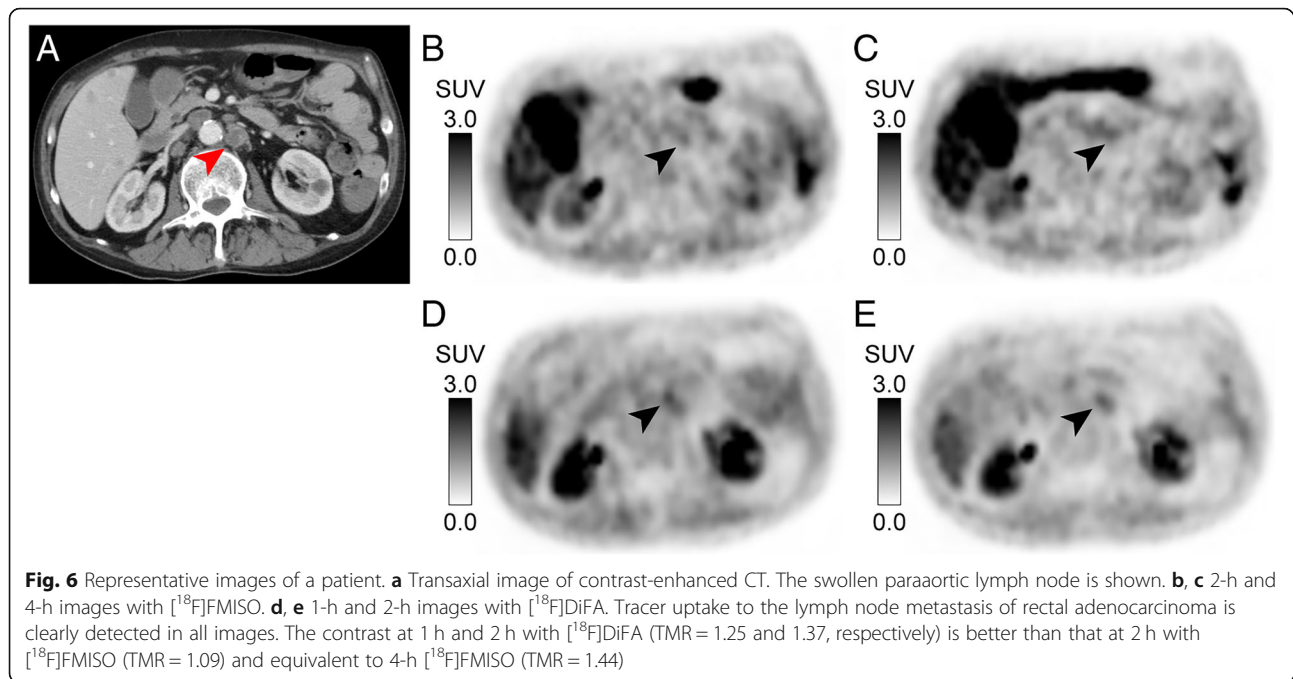 A
B
SUV
3.0
0.0
C
SUV
3.0
0.0
D
SUV
3.0
0.0
E
SUV
3.0
0.0
Fig. 6 Representative images of a patient. a Transaxial image of contrast-enhanced CT. The swollen paraaortic lymph node is shown. b, c 2-h and
4-h images with [¹⁸F]FMISO. d, e 1-h and 2-h images with [¹⁸F]DiFA. Tracer uptake to the lymph node metastasis of rectal adenocarcinoma is
clearly detected in all images. The contrast at 1 h and 2 h with [¹⁸F]DiFA (TMR = 1.25 and 1.37, respectively) is better than that at 2 h with
[¹⁸F]FMISO (TMR = 1.09) and equivalent to 4-h [¹⁸F]FMISO (TMR = 1.44)